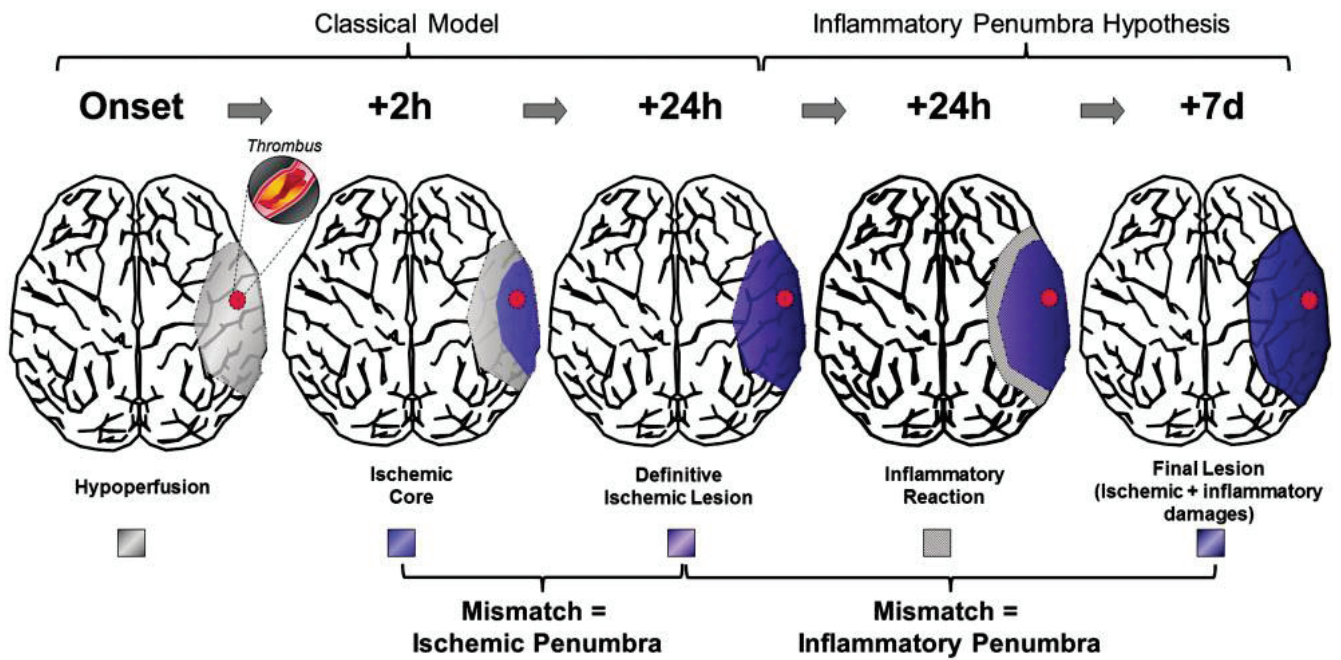 Classical Model
Inflammatory Penumbra Hypothesis
Onset
+2h
+24h
+24h
+7d
Thrombus
Hypoperfusion
Ischemic
Core
Definitive
Ischemic Lesion
Inflammatory
Reaction
Final Lesion
(Ischemic + inflammatory
damages)
Mismatch =
Ischemic Penumbra
Mismatch =
Inflammatory Penumbra